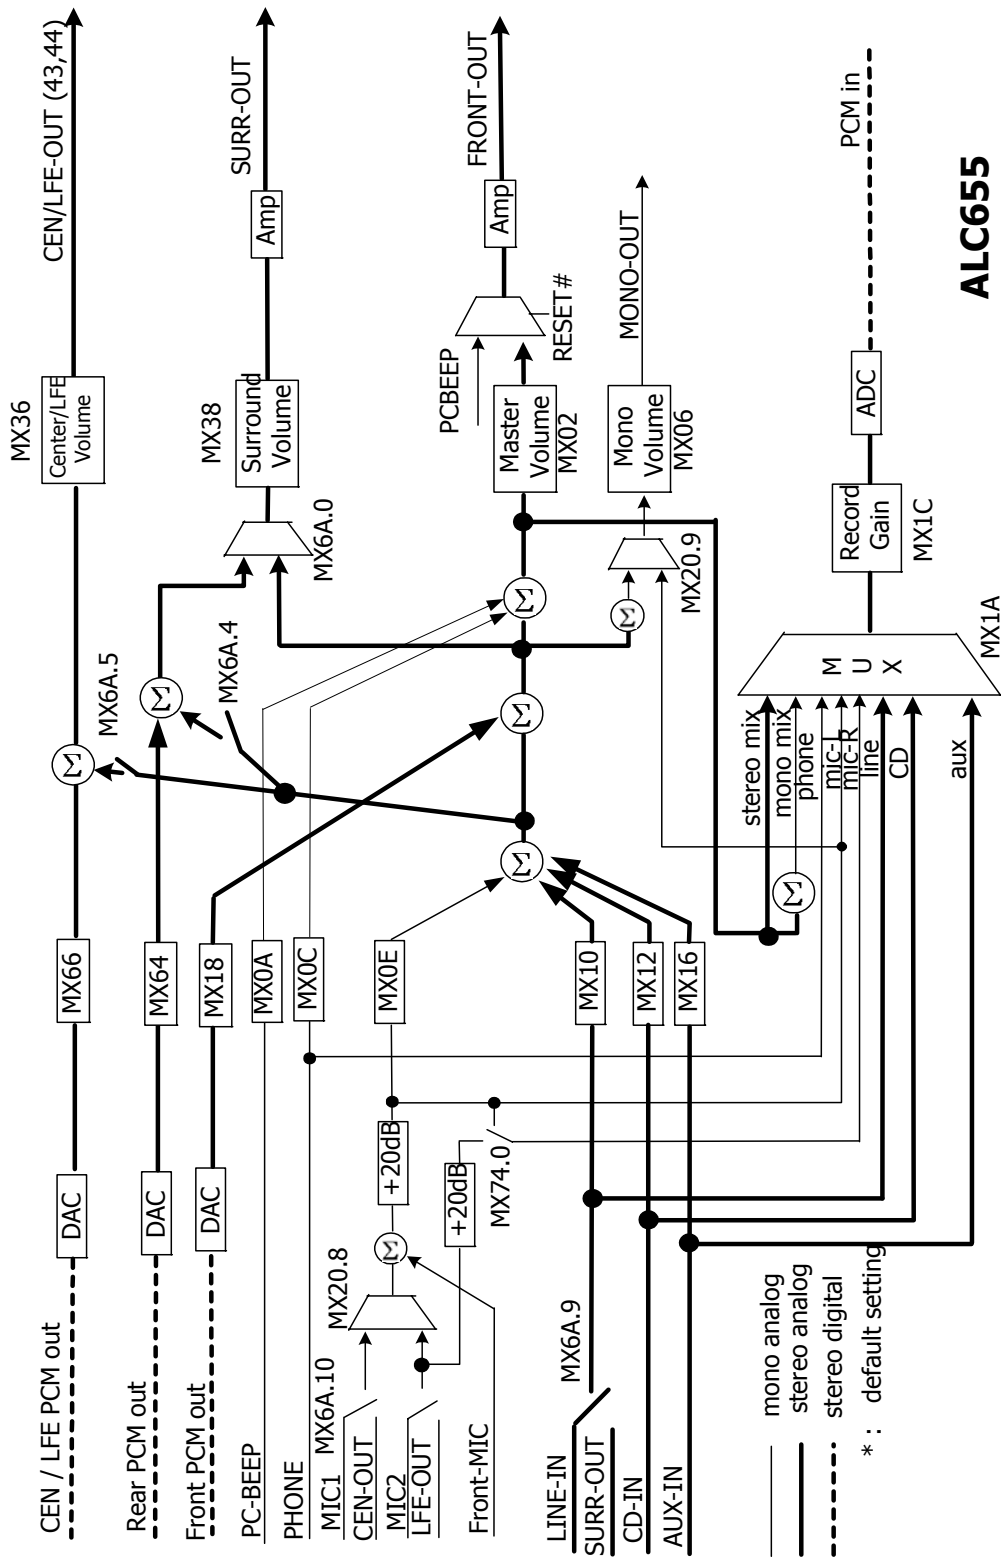 CEN / LFE PCM out
DAC
MX66
MX6A.5
Σ
MX36
Center/LFE
Volume
CEN/LFE-OUT (43,44)
Rear PCM out
DAC
MX64
Σ
MX6A.4
MX6A.0
MX38
Surround
Volume
Amp
SURR-OUT
Front PCM out
DAC
MX18
Σ
PC-BEEP
MX0A
PHONE
MX0C
Σ
Master
Volume
MX02
PCBEEP
RESET#
Amp
FRONT-OUT
MX6A.10
MIC1
CEN-OUT
MIC2
LFE-OUT
Front-MIC
MX20.8
Σ
+20dB
+20dB
MX74.0
MX0E
Σ
Σ
MX20.9
Mono
Volume
MX06
MONO-OUT
LINE-IN
SURR-OUT
MX6A.9
MX10
CD-IN
MX12
AUX-IN
MX16
Σ
stereo mix
mono mix
phone
mic-L
mic-R
line
CD
aux
M
U
X
MX1A
Record
Gain
MX1C
ADC
PCM in
mono analog
stereo analog
stereo digital
* : default setting
ALC655